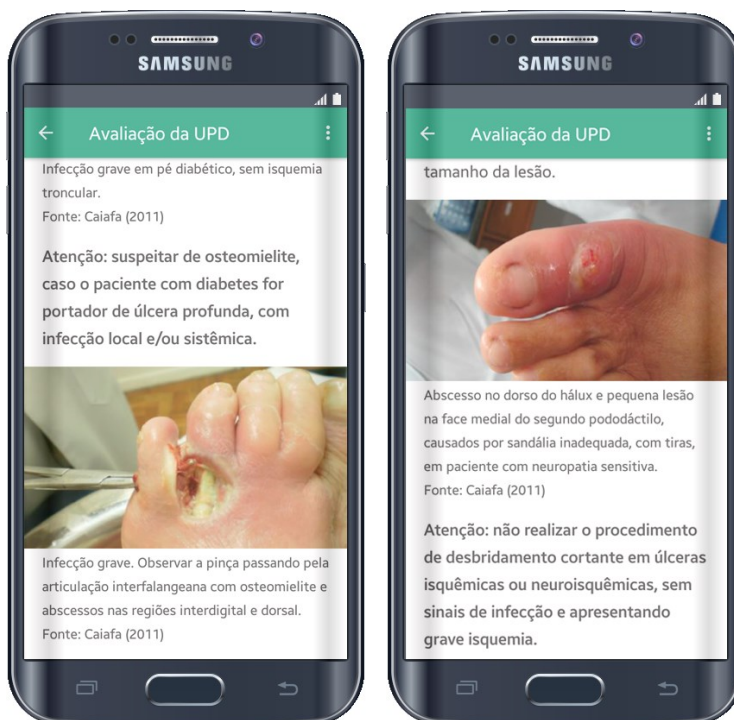 SAMSUNG
Avaliação da UPD
Infecção grave em pé diabético, sem isquemia
troncular.
Fonte: Caiafa (2011)
Atenção: suspeitar de osteomielite,
caso o paciente com diabetes for
portador de úlcera profunda, com
infecção local e/ou sistêmica.
Infecção grave. Observar a pinça passando pela
articulação interfalangeana com osteomielite e
abscessos nas regiões interdigital e dorsal.
Fonte: Caiafa (2011)
SAMSUNG
Avaliação da UPD
tamanho da lesão.
Abscesso no dorso do hálux e pequena lesão
na face medial do segundo pododáctilo,
causados por sandália inadequada, com tiras,
em paciente com neuropatia sensitiva.
Fonte: Caiafa (2011)
Atenção: não realizar o procedimento
de desbridamento cortante em úlceras
isquêmicas ou neuroisquêmicas, sem
sinais de infecção e apresentando
grave isquemia.